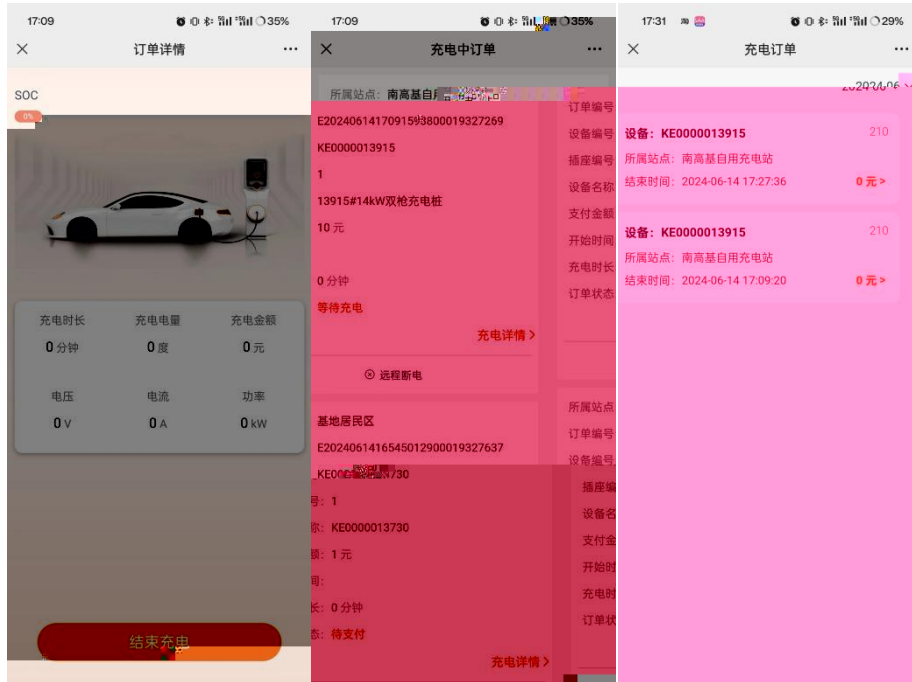 17:09
35%
订单详情
SOC
0%
充电时长
充电电量
充电金额
0 分钟
0 度
0 元
电压
电流
功率
0 V
0 A
0 kW
结束充电
17:09
35%
充电中订单
所属站点: 南高基自
E2024061417091593800019327269
KE0000013915
1
13915#14kW双枪充电桩
10 元
0 分钟
等待充电
充电详情 >
远程断电
基地居民区
E2024061416545012900019327637
号: 1
称: KE0000013730
额: 1 元
间:
长: 0 分钟
态: 待支付
充电详情 >
订单编号
设备编号
插座编号
设备名称
支付金额
开始时间
充电时长
订单状态
所属站点
订单编号
设备编号
插座编
设备名
支付金
开始时
充电时
订单状
17:31
29%
充电订单
设备: KE0000013915
210
所属站点: 南高基自用充电站
结束时间: 2024-06-14 17:27:36
0 元 >
设备: KE0000013915
210
所属站点: 南高基自用充电站
结束时间: 2024-06-14 17:09:20
0 元 >